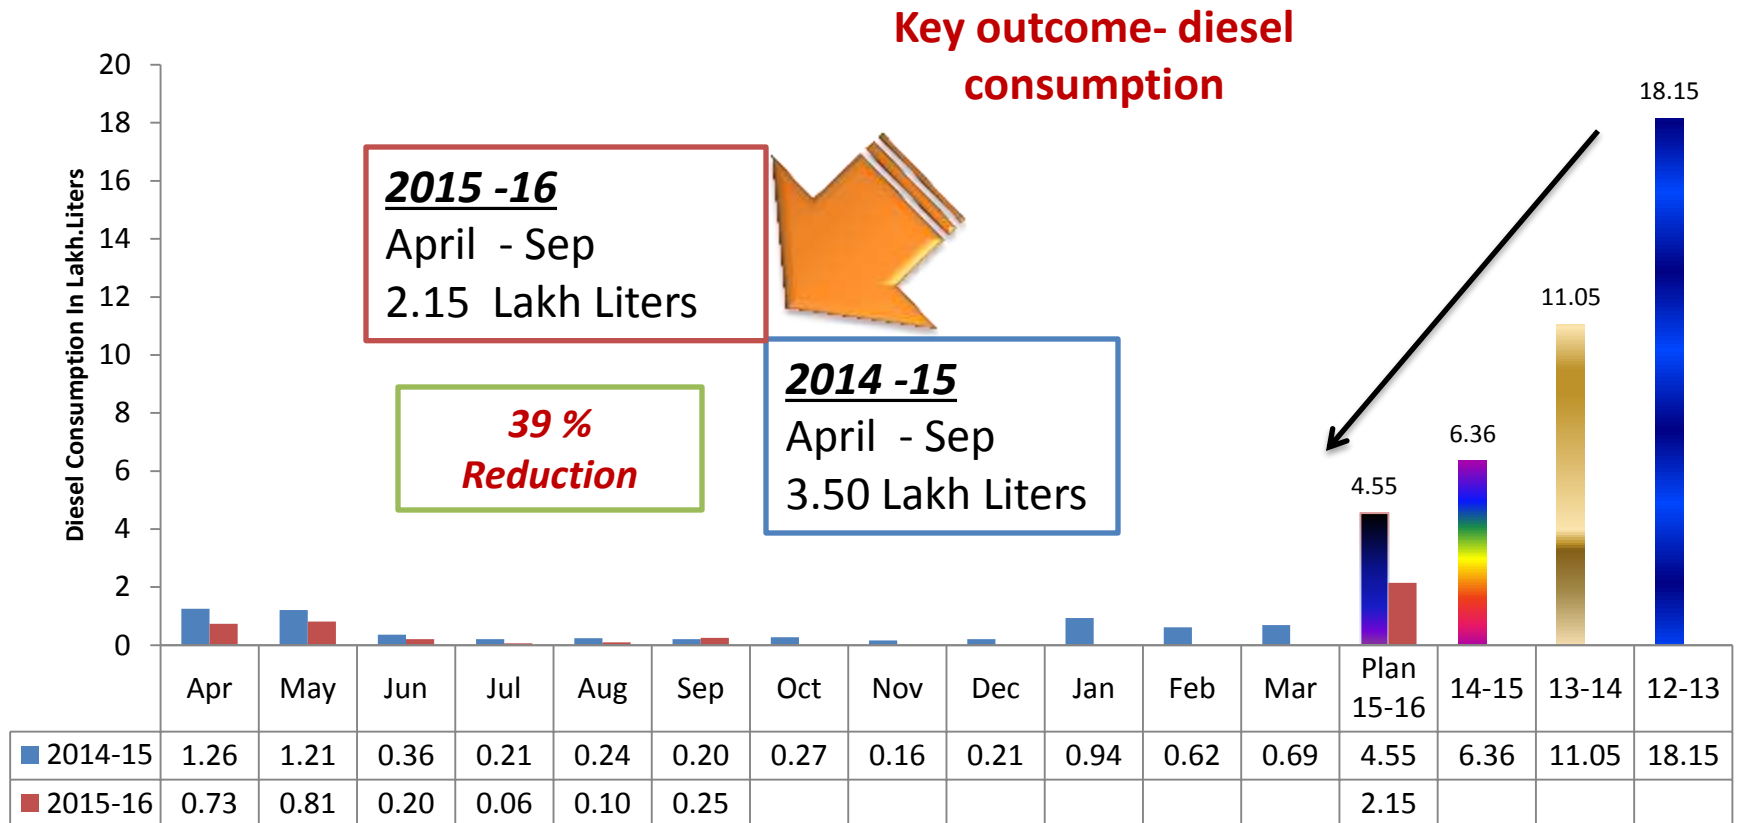 Key outcome- diesel
consumption
Diesel Consumption In Lakh.Liters
20
18
16
14
12
10
8
6
4
2
0
2015 -16
April - Sep
2.15 Lakh Liters
39 %
Reduction
2014 -15
April - Sep
3.50 Lakh Liters
4.55
6.36
11.05
18.15
Apr May Jun Jul Aug Sep Oct Nov Dec Jan Feb Mar Plan 15-16 14-15 13-14 12-13
2014-15 1.26 1.21 0.36 0.21 0.24 0.20 0.27 0.16 0.21 0.94 0.62 0.69 4.55 6.36 11.05 18.15
2015-16 0.73 0.81 0.20 0.06 0.10 0.25 2.15